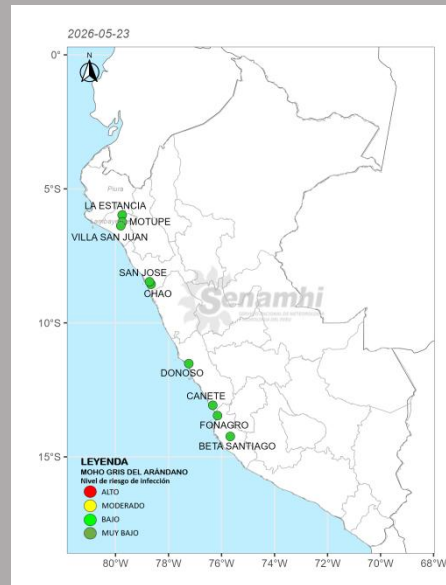 2026-05-23
N
0°
5°S
10°S
15°S
Piura
LA ESTANCIA
MOTUPE
VILLA SAN JUAN
SAN JOSE
CHAO
Senamhi
DONOSO
CANETE
FONAGRO
BETA SANTIAGO
LEYENDA
MOHO GRIS DEL ARÁNDANO
Nivel de riesgo de infección
ALTO
MODERADO
BAJO
MUY BAJO
80°W 78°W 76°W 74°W 72°W 70°W 68°W